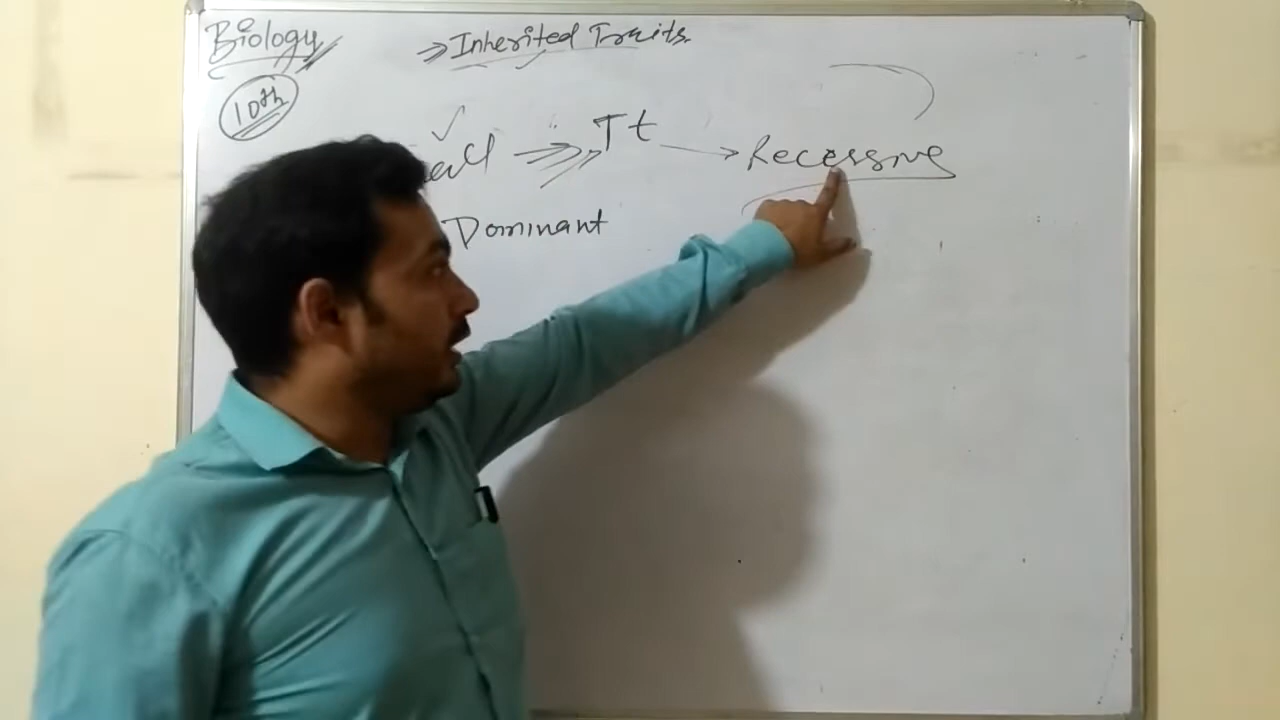 Biology
⇒ Inherited Traits.
10th
⇒ Tt → Recessive
Dominant